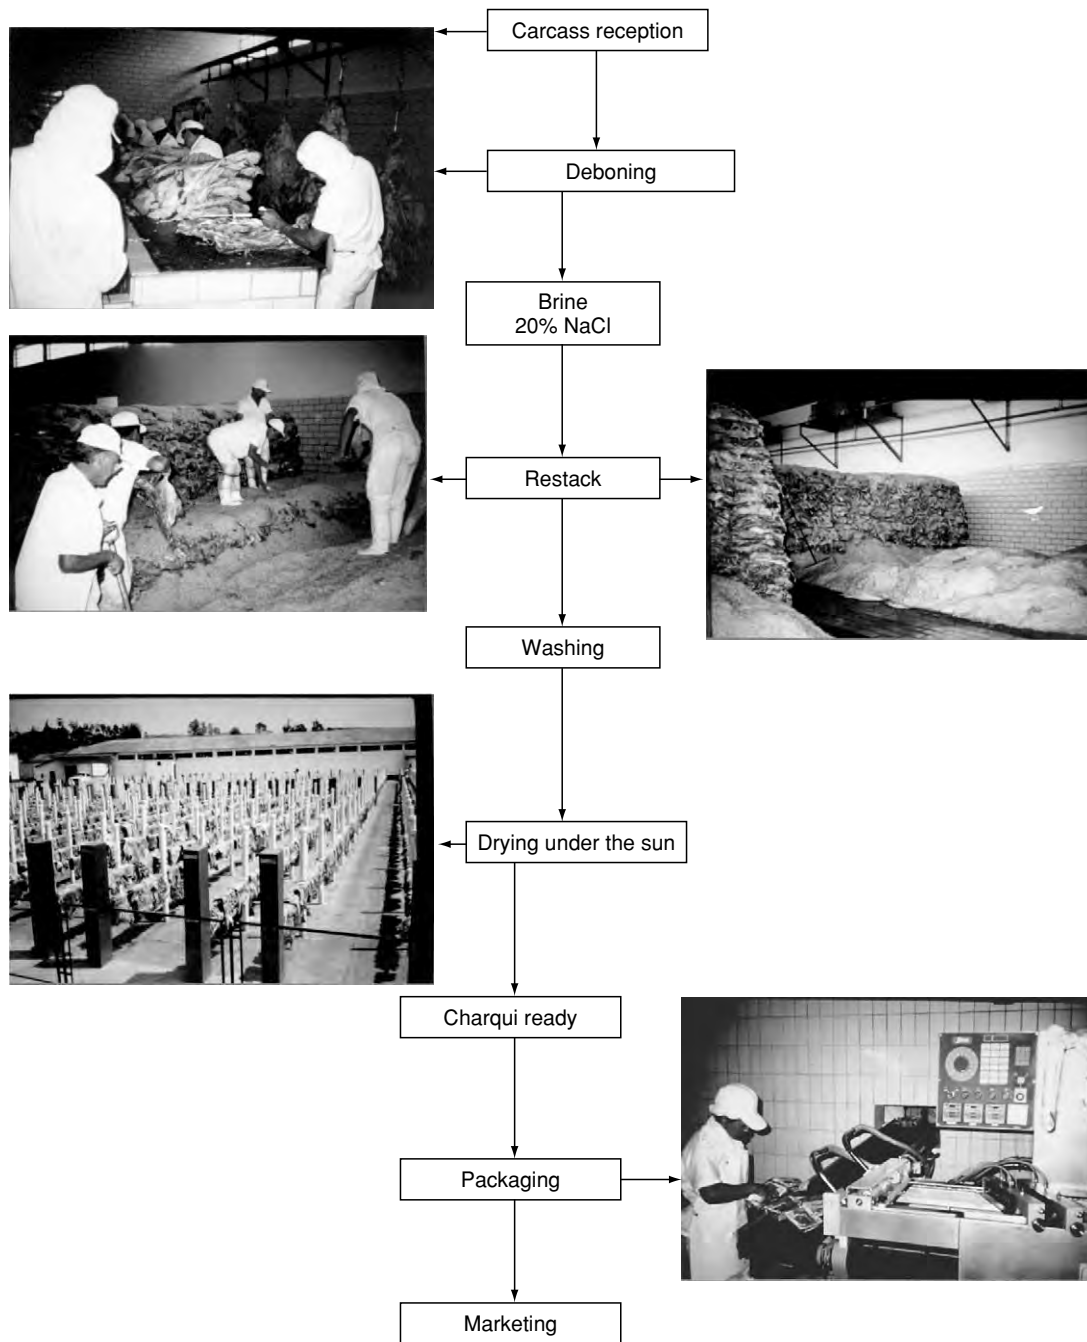 Carcass reception
Deboning
Brine
20% NaCl
Restack
Washing
Drying under the sun
Charqui ready
Packaging
Marketing